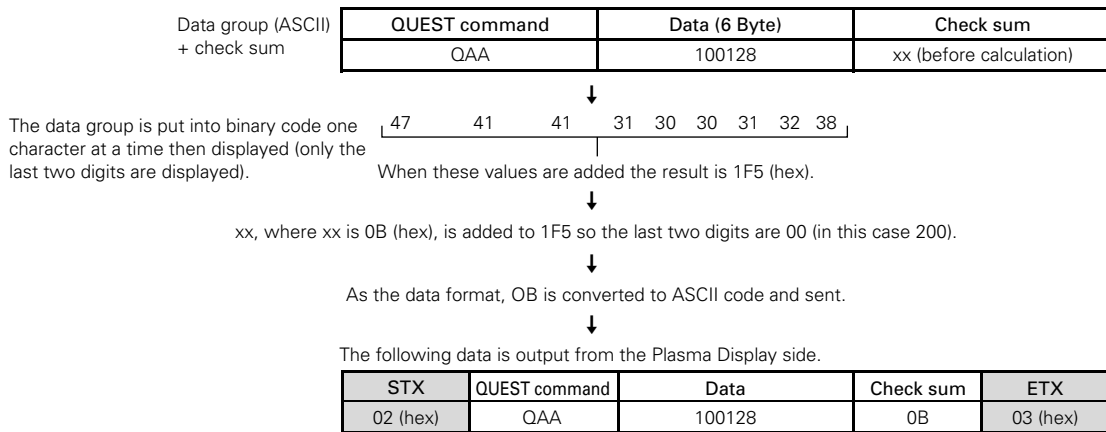 Data group (ASCII)
+ check sum
QUEST command Data (6 Byte) Check sum
QAA 100128 xx (before calculation)
The data group is put into binary code one
character at a time then displayed (only the
last two digits are displayed).
47 41 41 31 30 30 31 32 38
When these values are added the result is 1F5 (hex).
xx, where xx is 0B (hex), is added to 1F5 so the last two digits are 00 (in this case 200).
As the data format, OB is converted to ASCII code and sent.
The following data is output from the Plasma Display side.
STX QUEST command Data Check sum ETX
02 (hex) QAA 100128 0B 03 (hex)